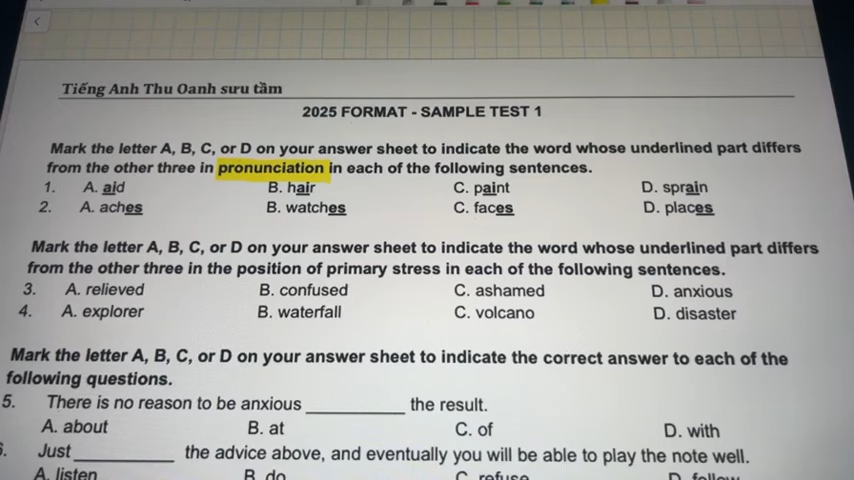 Tiếng Anh Thu Oanh sưu tầm
2025 FORMAT - SAMPLE TEST 1
Mark the letter A, B, C, or D on your answer sheet to indicate the word whose underlined part differs
from the other three in pronunciation in each of the following sentences.
1. A. aid B. hair C. paint D. sprain
2. A. aches B. watches C. faces D. places
Mark the letter A, B, C, or D on your answer sheet to indicate the word whose underlined part differs
from the other three in the position of primary stress in each of the following sentences.
3. A. relieved B. confused C. ashamed D. anxious
4. A. explorer B. waterfall C. volcano D. disaster
Mark the letter A, B, C, or D on your answer sheet to indicate the correct answer to each of the
following questions.
5. There is no reason to be anxious __________ the result.
A. about B. at C. of D. with
6. Just __________ the advice above, and eventually you will be able to play the note well.
A. listen B. do C. refuse D. follow